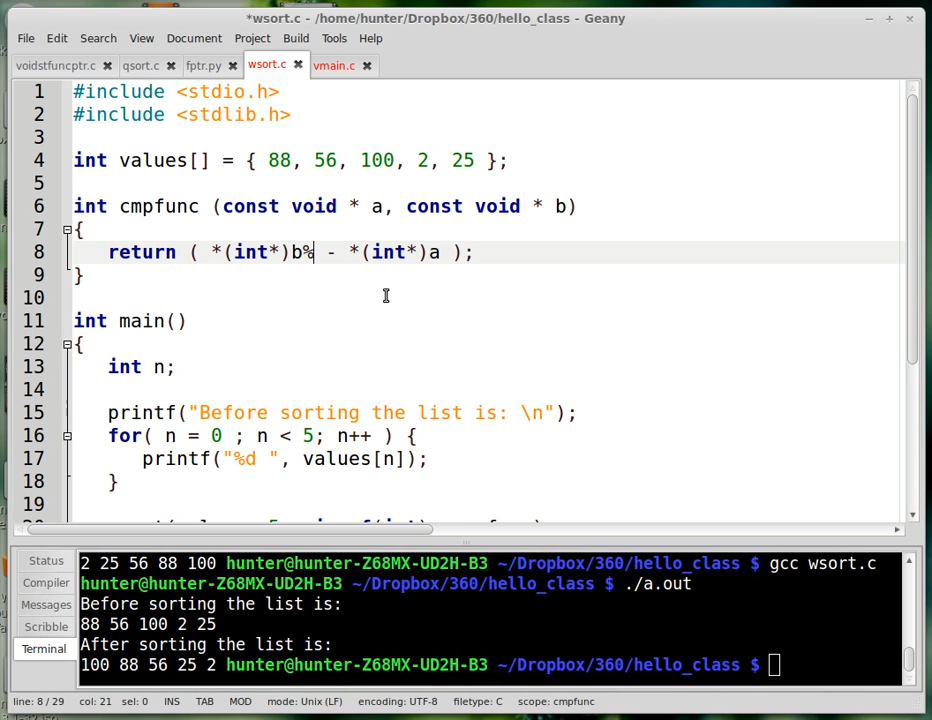 *wsort.c - /home/hunter/Dropbox/360/hello_class - Geany
File Edit Search View Document Project Build Tools Help
voidstfuncptr.c qsort.c fptr.py wsort.c vmain.c
1 #include <stdio.h>
2 #include <stdlib.h>
3
4 int values[] = { 88, 56, 100, 2, 25 };
5
6 int cmpfunc (const void * a, const void * b)
7 {
8 return ( *(int*)b% - *(int*)a );
9 }
10
11 int main()
12 {
13 int n;
14
15 printf("Before sorting the list is: \n");
16 for( n = 0 ; n < 5; n++ ) {
17 printf("%d ", values[n]);
18 }
19
Status
Compiler
Messages
Scribble
Terminal
2 25 56 88 100 hunter@hunter-Z68MX-UD2H-B3 ~/Dropbox/360/hello_class $ gcc wsort.c
hunter@hunter-Z68MX-UD2H-B3 ~/Dropbox/360/hello_class $ ./a.out
Before sorting the list is:
88 56 100 2 25
After sorting the list is:
100 88 56 25 2 hunter@hunter-Z68MX-UD2H-B3 ~/Dropbox/360/hello_class $
line: 8 / 29 col: 21 sel: 0 INS TAB MOD mode: Unix (LF) encoding: UTF-8 filetype: C scope: cmpfunc